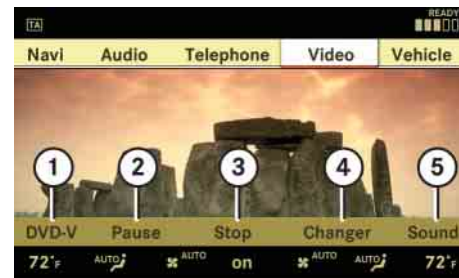 TA READY
Navi Audio Telephone Video Vehicle
1 2 3 4 5
DVD-V Pause Stop Changer Sound
72°F AUTO AUTO on AUTO AUTO 72°F